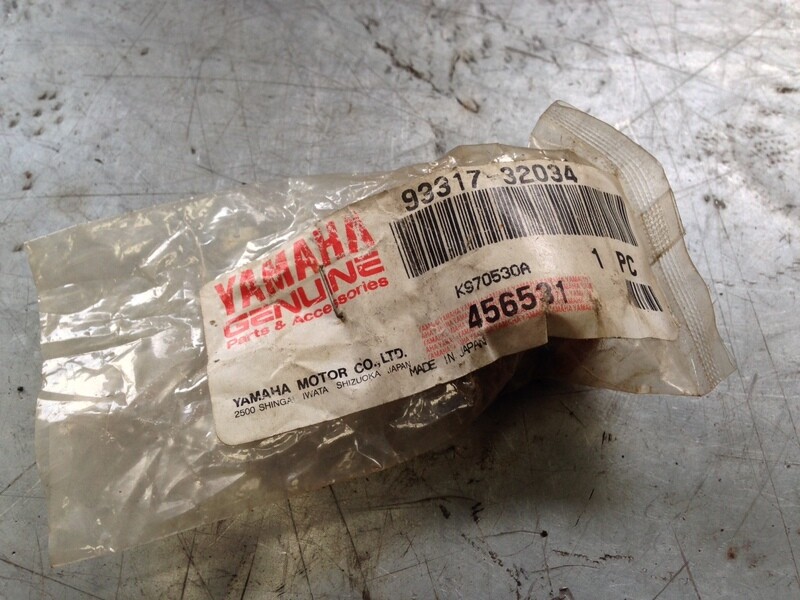 93317-32034
YAMAHA
GENUINE
Parts & Accessories
1 PC
K970530A
456531
YAMAHA MOTOR CO.,LTD.
2500 SHINGAI IWATA SHIZUOKA JAPAN
MADE IN JAPAN